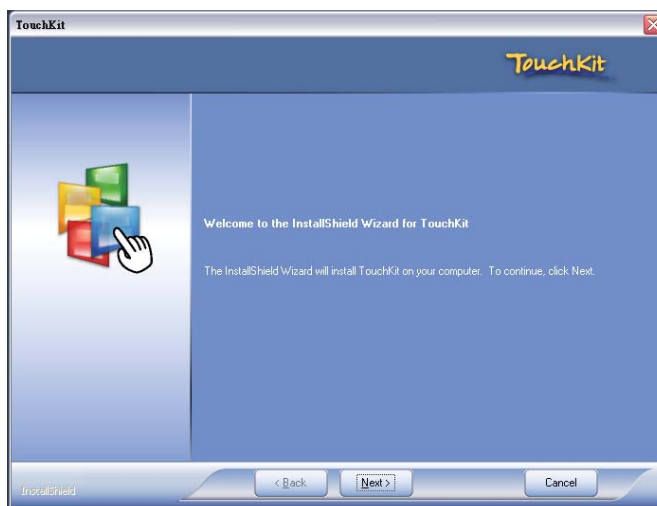 TouchKit
TouchKit
Welcome to the InstallShield Wizard for TouchKit
The InstallShield Wizard will install TouchKit on your computer. To continue, click Next.
InstallShield
< Back
Next >
Cancel